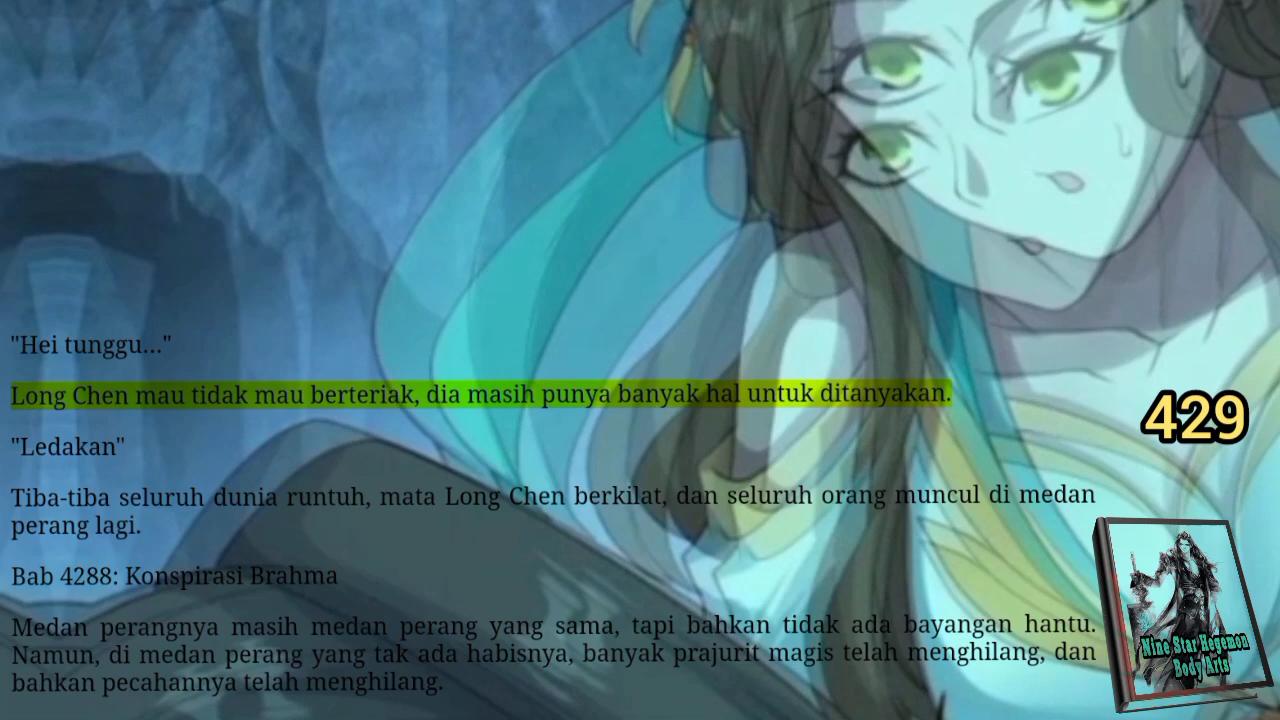 "Hei tunggu..."
Long Chen mau tidak mau berteriak, dia masih punya banyak hal untuk ditanyakan.
"Ledakan"
Tiba-tiba seluruh dunia runtuh, mata Long Chen berkilat, dan seluruh orang muncul di medan
perang lagi.
Bab 4288: Konspirasi Brahma
Medan perangnya masih medan perang yang sama, tapi bahkan tidak ada bayangan hantu.
Namun, di medan perang yang tak ada habisnya, banyak prajurit magis telah menghilang, dan
bahkan pecahannya telah menghilang.
429
Nine Star Hegemon
Body Arts